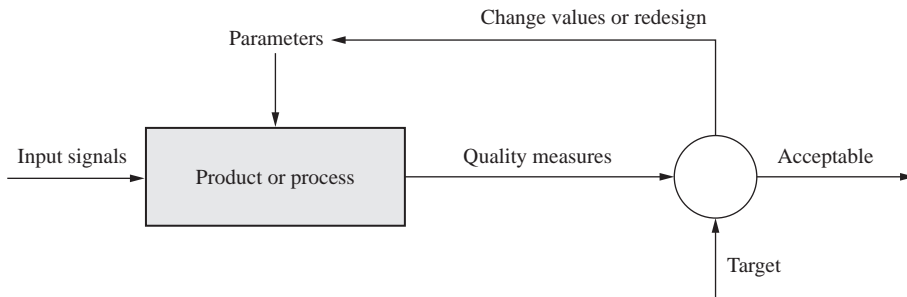 Change values or redesign
Parameters
Input signals
Product or process
Quality measures
Acceptable
Target